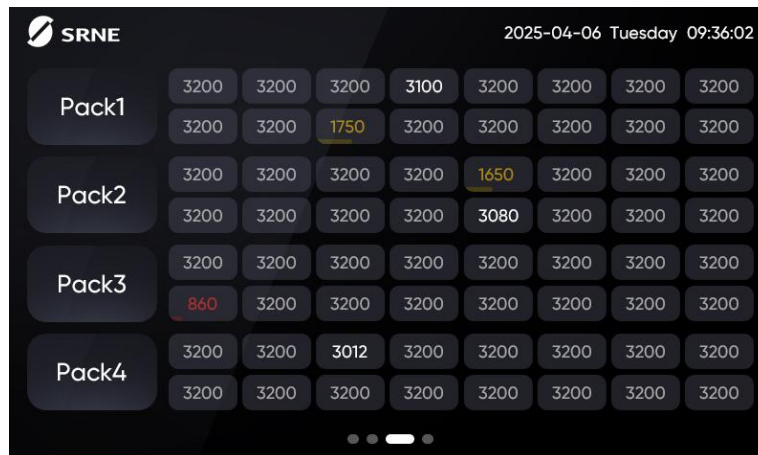 SRNE 2025-04-06 Tuesday 09:36:02
Pack1
3200 3200 3200 3100 3200 3200 3200 3200
3200 3200 1750 3200 3200 3200 3200 3200
Pack2
3200 3200 3200 3200 1650 3200 3200 3200
3200 3200 3200 3200 3080 3200 3200 3200
Pack3
3200 3200 3200 3200 3200 3200 3200 3200
860 3200 3200 3200 3200 3200 3200 3200
Pack4
3200 3200 3012 3200 3200 3200 3200 3200
3200 3200 3200 3200 3200 3200 3200 3200